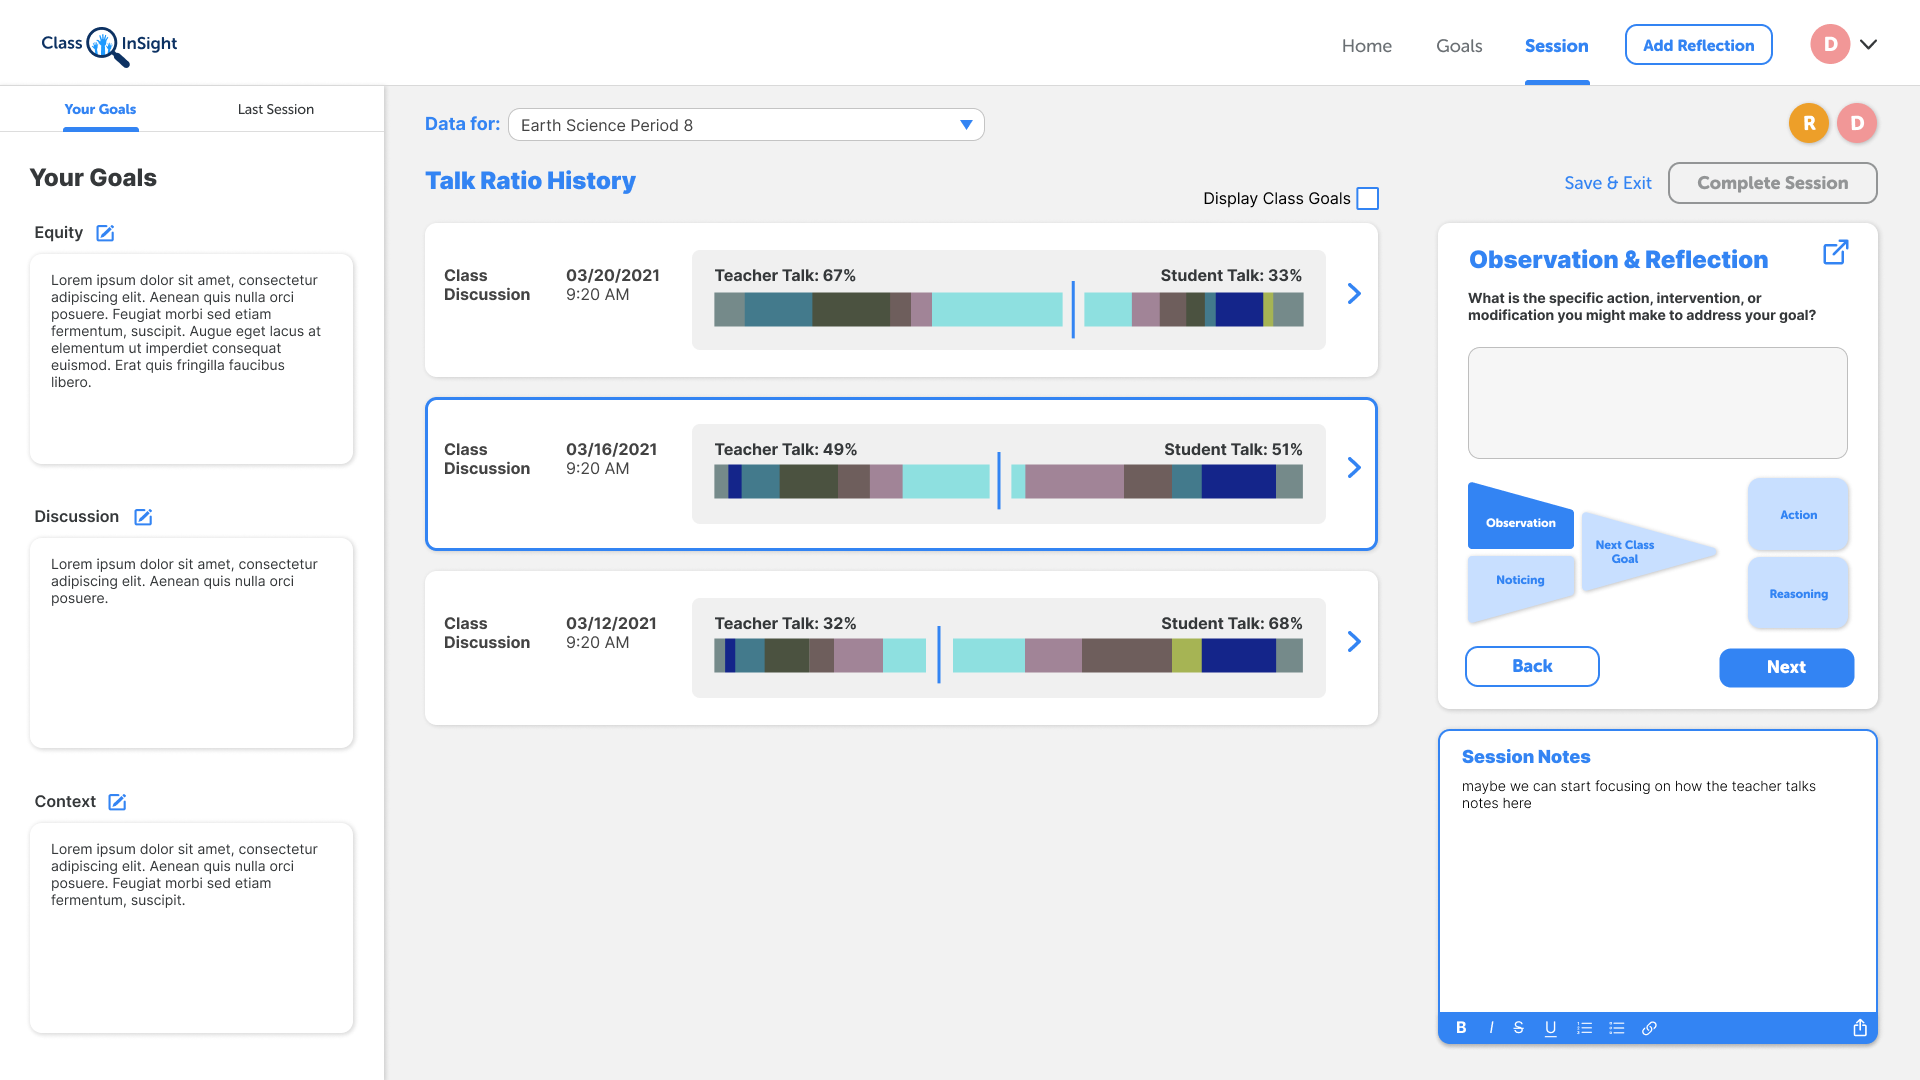 Class InSight
Home
Goals
Session
Add Reflection
D
Your Goals
Last Session
Your Goals
Equity
Lorem ipsum dolor sit amet, consectetur
adipiscing elit. Aenean quis nulla orci
posuere. Feugiat morbi sed etiam
fermentum, suscipit. Augue eget lacus at
elementum ut imperdiet consequat
euismod. Erat quis fringilla faucibus
libero.
Discussion
Lorem ipsum dolor sit amet, consectetur
adipiscing elit. Aenean quis nulla orci
posuere.
Context
Lorem ipsum dolor sit amet, consectetur
adipiscing elit. Aenean quis nulla orci
posuere. Feugiat morbi sed etiam
fermentum, suscipit.
Data for:
Earth Science Period 8
R
D
Talk Ratio History
Display Class Goals
Save & Exit
Complete Session
Class
Discussion
03/20/2021
9:20 AM
Teacher Talk: 67%
Student Talk: 33%
Class
Discussion
03/16/2021
9:20 AM
Teacher Talk: 49%
Student Talk: 51%
Class
Discussion
03/12/2021
9:20 AM
Teacher Talk: 32%
Student Talk: 68%
Observation & Reflection
What is the specific action, intervention, or
modification you might make to address your goal?
Observation
Noticing
Next Class
Goal
Action
Reasoning
Back
Next
Session Notes
maybe we can start focusing on how the teacher talks
notes here
B
I
S
U